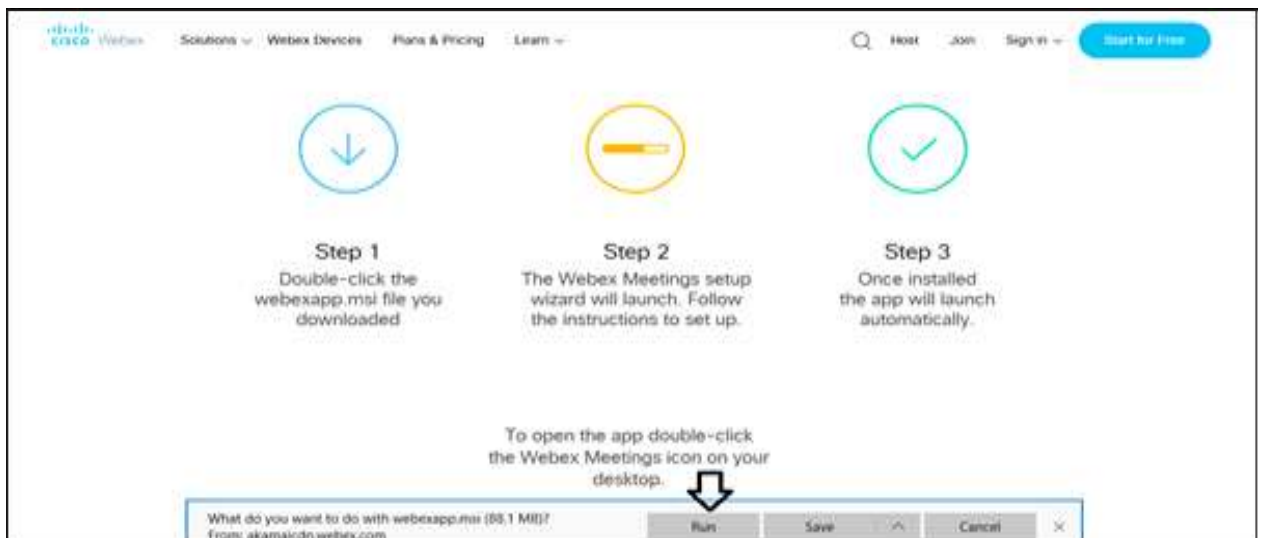 CISCO Webex
Solutions Webex Devices Plans & Pricing Learn
Host Join Sign in Start for Free
Step 1
Double-click the
webexapp.msi file you
downloaded
Step 2
The Webex Meetings setup
wizard will launch. Follow
the instructions to set up.
Step 3
Once installed
the app will launch
automatically.
To open the app double-click
the Webex Meetings icon on your
desktop.
What do you want to do with webexapp.msi (88.1 MB)?
From: akamaicdn.webex.com
Run Save Cancel